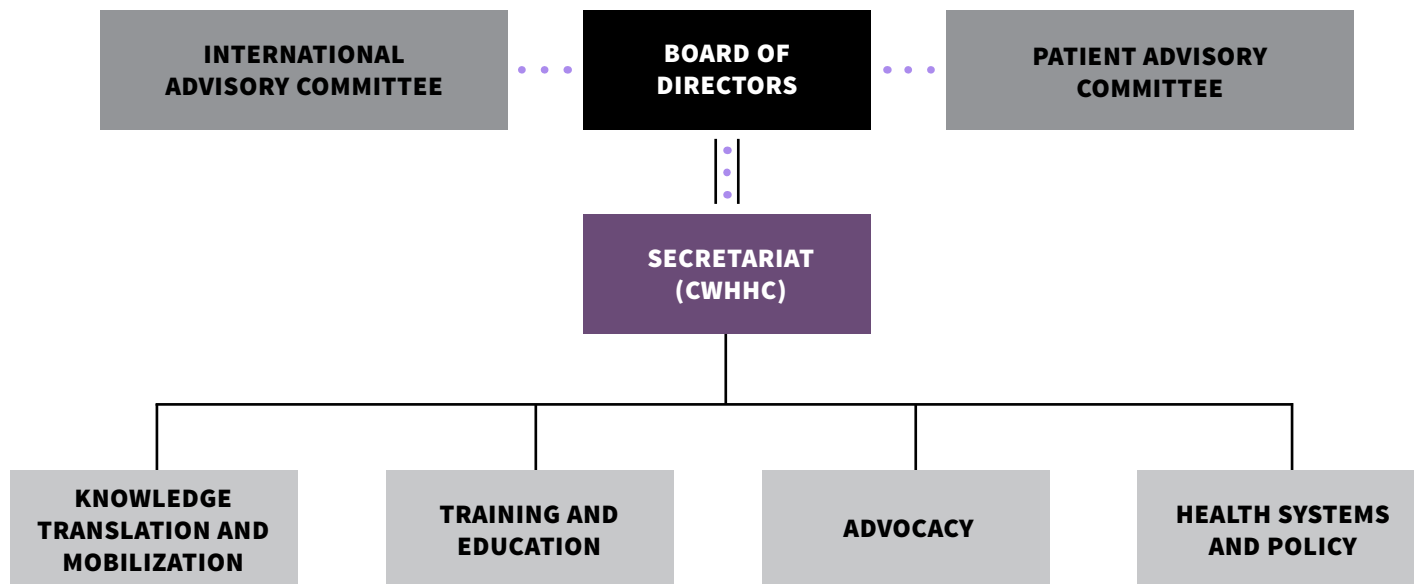 INTERNATIONAL
ADVISORY COMMITTEE
BOARD OF
DIRECTORS
PATIENT ADVISORY
COMMITTEE
SECRETARIAT
(CWHHC)
KNOWLEDGE
TRANSLATION AND
MOBILIZATION
TRAINING AND
EDUCATION
ADVOCACY
HEALTH SYSTEMS
AND POLICY